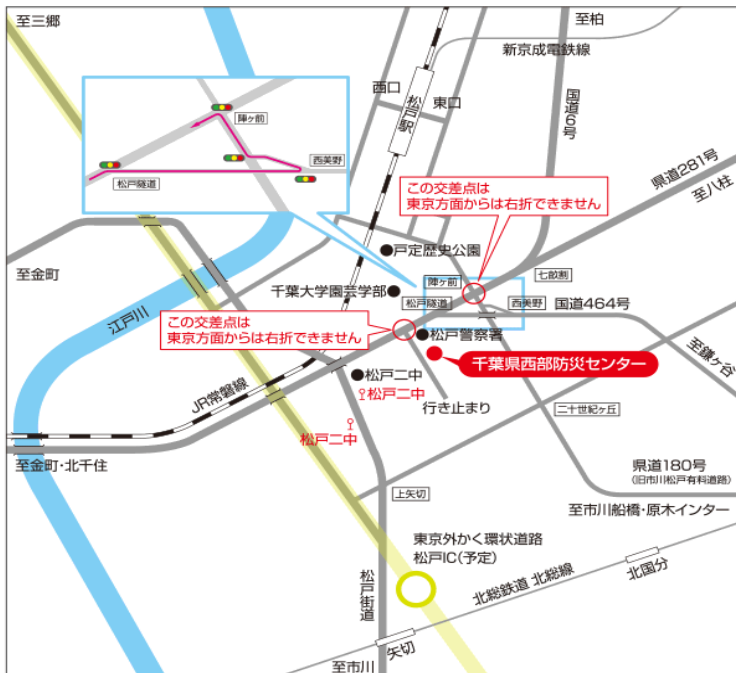 至三郷
至柏
新京成電鉄線
西口
東口
松戸駅
国道6号
陣ヶ前
西美野
松戸隧道
この交差点は
東京方面からは右折できません
県道281号
至八柱
戸定歴史公園
至金町
江戸川
千葉大学園芸学部
陣ヶ前
七畝割
松戸隧道
西美野
国道464号
この交差点は
東京方面からは右折できません
松戸警察署
千葉県西部防災センター
至鎌ヶ谷
松戸二中
松戸二中
JR常磐線
行き止まり
二十世紀ヶ丘
松戸二中
至金町・北千住
県道180号
(旧市川松戸有料道路)
上矢切
至市川船橋・原木インター
東京外かく環状道路
松戸IC(予定)
松戸街道
北総鉄道 北総線
北国分
矢切
至市川